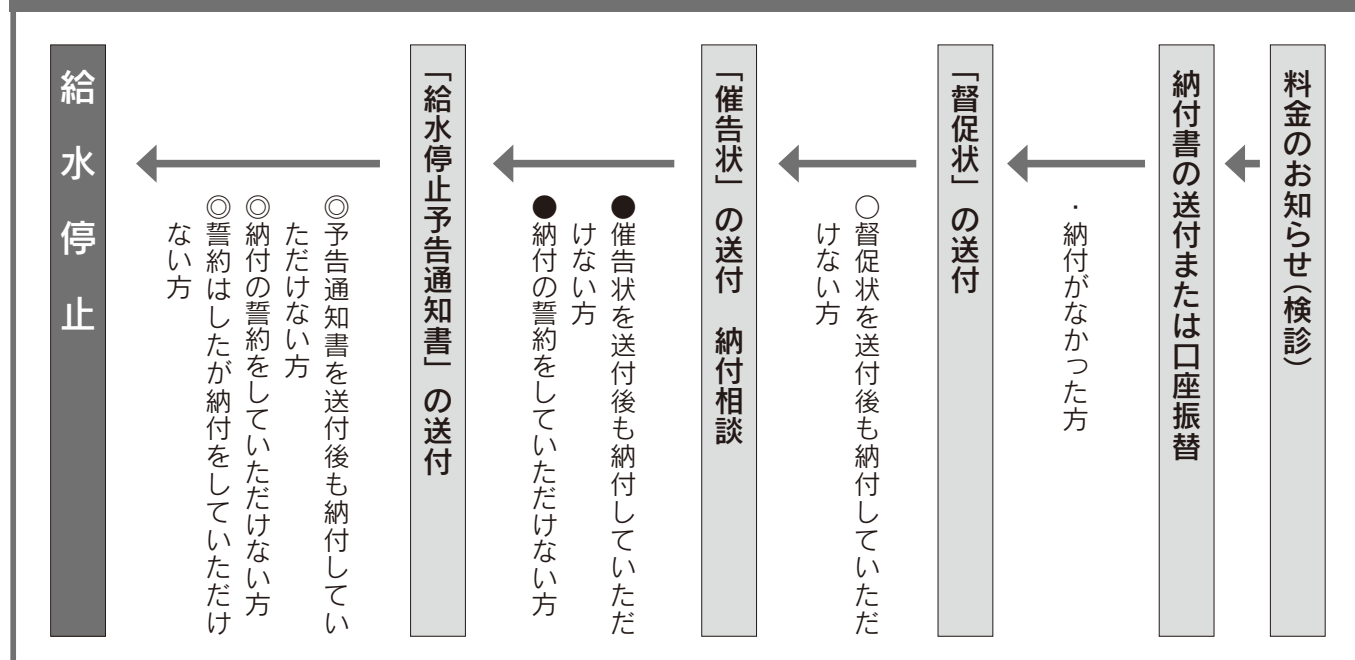 料金のお知らせ（検診）
納付書の送付または口座振替
・納付がなかった方
「督促状」の送付
○督促状を送付後も納付していただ
けない方
「催告状」の送付　納付相談
●催告状を送付後も納付していただ
けない方
●納付の誓約をしていただけない方
「給水停止予告通知書」の送付
◎予告通知書を送付後も納付してい
ただけない方
◎納付の誓約をしていただけない方
◎誓約はしたが納付をしていただけ
ない方
給水停止